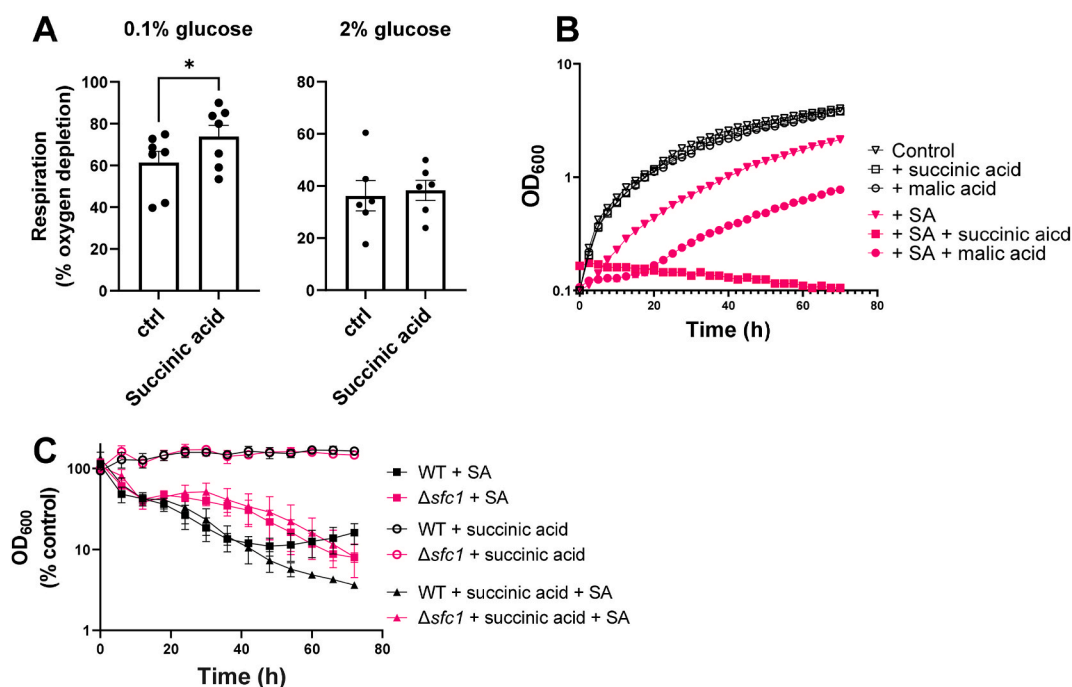 A
0.1% glucose
2% glucose
*
Respiration
(% oxygen depletion)
100
80
60
40
20
0
ctrl
Succinic acid
80
60
40
20
0
ctrl
Succinic acid
B
OD600
10
1
0.1
0
20
40
60
80
Time (h)
Control
+ succinic acid
+ malic acid
+ SA
+ SA + succinic aicd
+ SA + malic acid
C
OD600
(% control)
100
10
1
0
20
40
60
80
Time (h)
WT + SA
Δsfc1 + SA
WT + succinic acid
Δsfc1 + succinic acid
WT + succinic acid + SA
Δsfc1 + succinic acid + SA